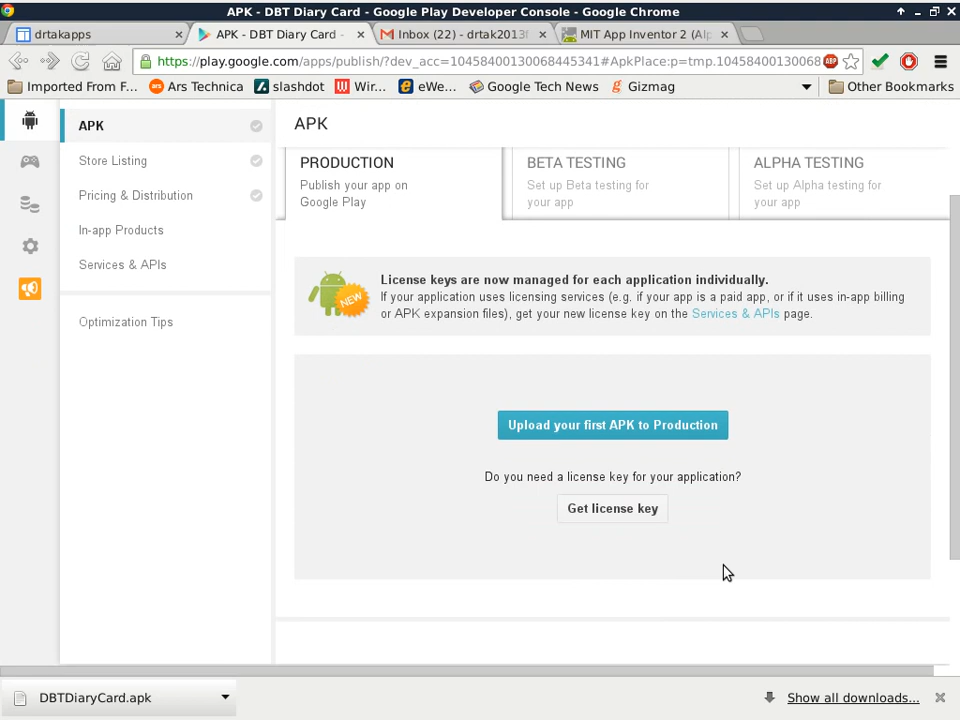 APK - DBT Diary Card - Google Play Developer Console - Google Chrome
drtakapps
APK - DBT Diary Card -
Inbox (22) - drtak2013
MIT App Inventor 2 (Al
https://play.google.com/apps/publish/?dev_acc=10458400130068445341#ApkPlace:p=tmp.10458400130068
ABP
Imported From F...
Ars Technica
slashdot
Wir...
eWe...
Google Tech News
Gizmag
Other Bookmarks
APK
Store Listing
Pricing & Distribution
In-app Products
Services & APIs
Optimization Tips
APK
PRODUCTION
Publish your app on
Google Play
BETA TESTING
Set up Beta testing for
your app
ALPHA TESTING
Set up Alpha testing for
your app
NEW
License keys are now managed for each application individually.
If your application uses licensing services (e.g. if your app is a paid app, or if it uses in-app billing
or APK expansion files), get your new license key on the Services & APIs page.
Upload your first APK to Production
Do you need a license key for your application?
Get license key
DBTDiaryCard.apk
Show all downloads...